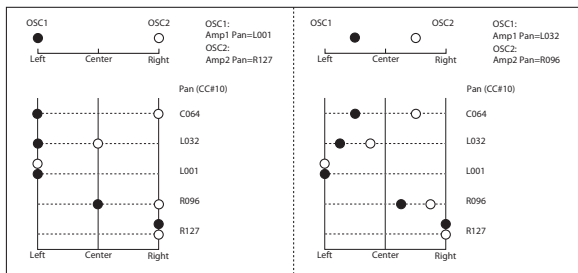 OSC1
OSC2
OSC1:
Amp1 Pan=L001
OSC2:
Amp2 Pan=R127
Left
Center
Right
Pan (CC#10)
C064
L032
L001
R096
R127
Left
Center
Right
OSC1
OSC2
OSC1:
Amp1 Pan=L032
OSC2:
Amp2 Pan=R096
Left
Center
Right
Pan (CC#10)
C064
L032
L001
R096
R127
Left
Center
Right